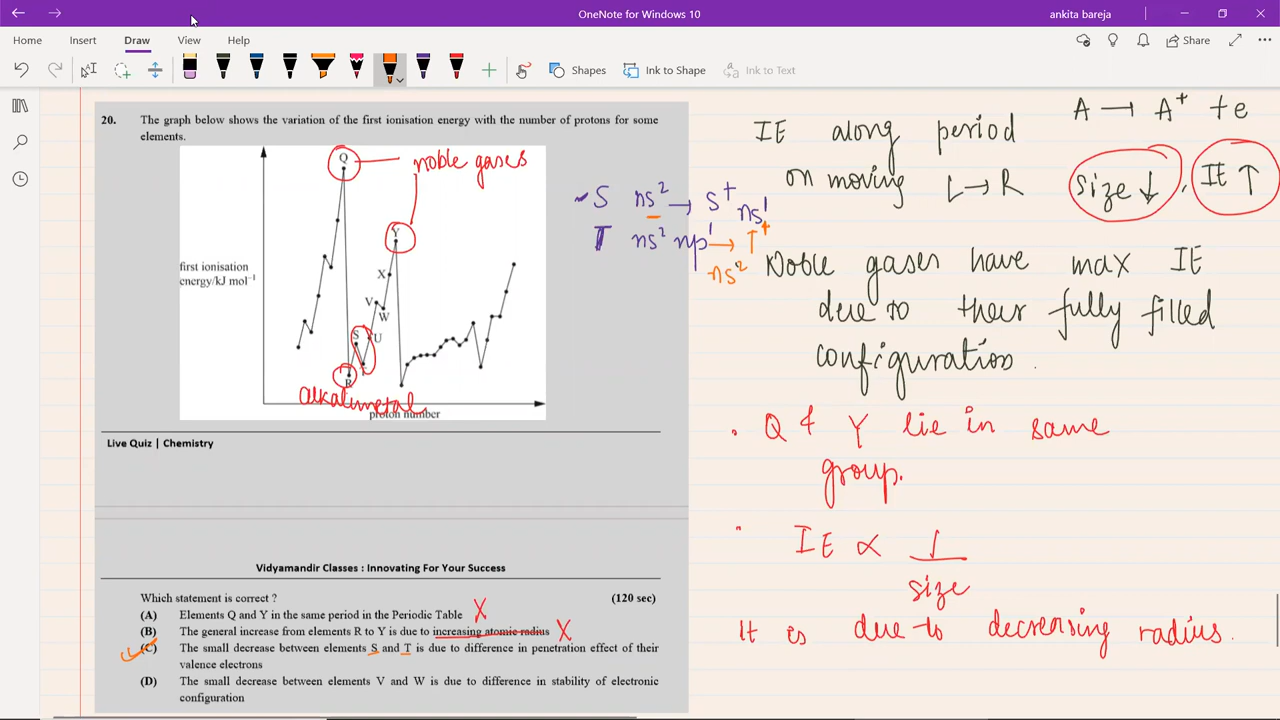 OneNote for Windows 10
ankita bareja
Home Insert Draw View Help
Share
Shapes
Ink to Shape
Ink to Text
20. The graph below shows the variation of the first ionisation energy with the number of protons for some
elements.
Q
noble gases
Y
first ionisation
energy/kJ mol⁻¹
X
V
W
S
U
R
alkalimetal
proton number
S ns² → S⁺
ns¹
T ns² np¹ → T⁺
ns²
A → A⁺ + e
IE along period
on moving L→R Size ↓, IE ↑
Noble gases have max IE
due to their fully filled
configuration.
Live Quiz | Chemistry
· Q & Y lie in same
group.
· IE ∝ 1
size
It is due to decreasing radius.
Vidyamandir Classes : Innovating For Your Success
Which statement is correct ? (120 sec)
(A) Elements Q and Y in the same period in the Periodic Table X
(B) The general increase from elements R to Y is due to increasing atomic radius X
(C) The small decrease between elements S and T is due to difference in penetration effect of their
valence electrons
(D) The small decrease between elements V and W is due to difference in stability of electronic
configuration